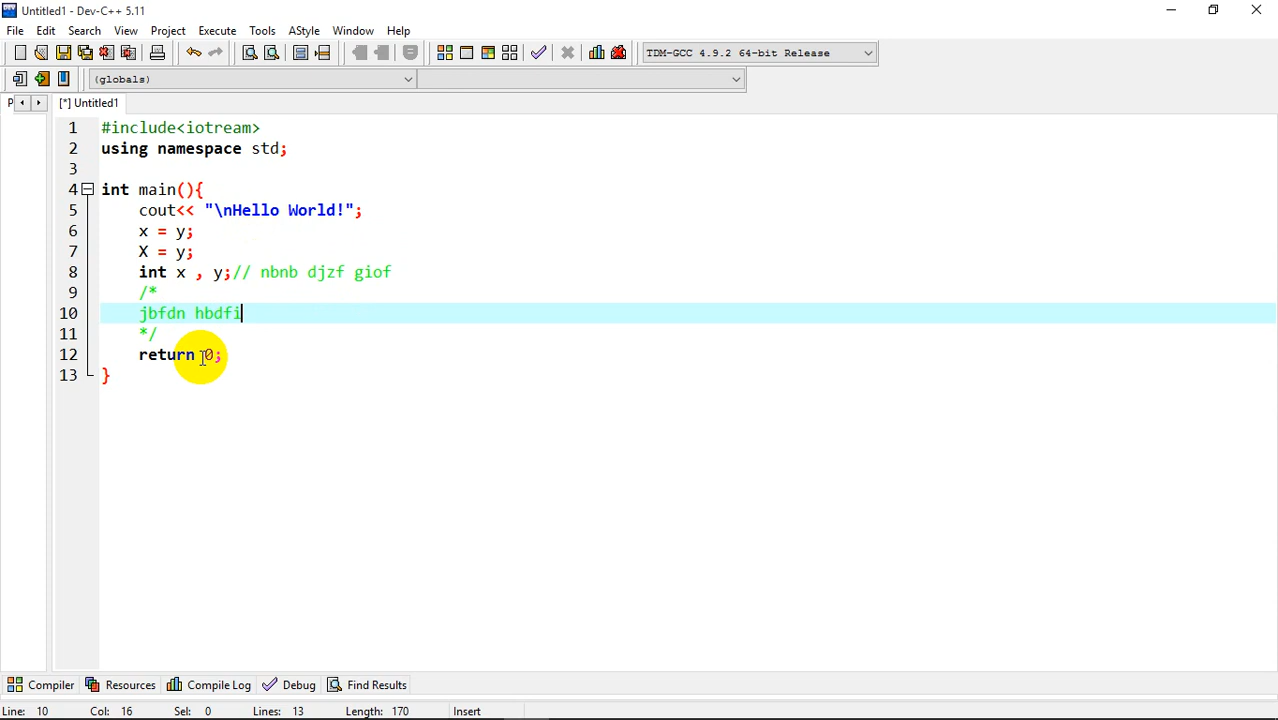 Untitled1 - Dev-C++ 5.11
File Edit Search View Project Execute Tools AStyle Window Help
TDM-GCC 4.9.2 64-bit Release
(globals)
P [*] Untitled1
1 #include<iotream>
2 using namespace std;
3
4 int main(){
5 cout<< "\nHello World!";
6 x = y;
7 X = y;
8 int x , y;// nbnb djzf giof
9 /*
10 jbfdn hbdfi
11 */
12 return 0;
13 }
Compiler Resources Compile Log Debug Find Results
Line: 10 Col: 16 Sel: 0 Lines: 13 Length: 170 Insert